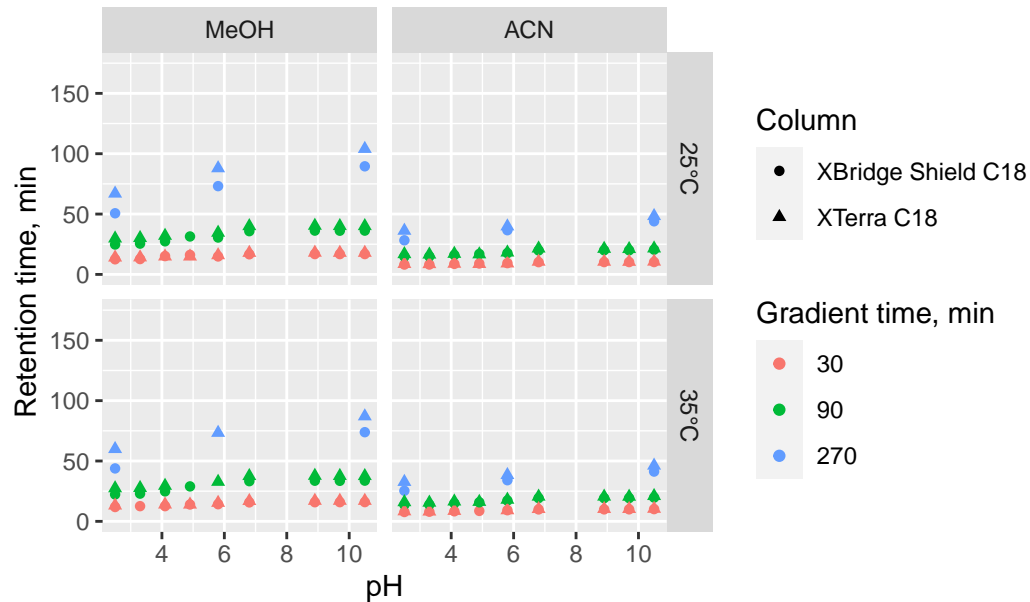 MeOH
ACN
Retention time, min
150
100
50
0
25°C
150
100
50
0
35°C
4
6
8
10
4
6
8
10
pH
Column
XBridge Shield C18
XTerra C18
Gradient time, min
30
90
270